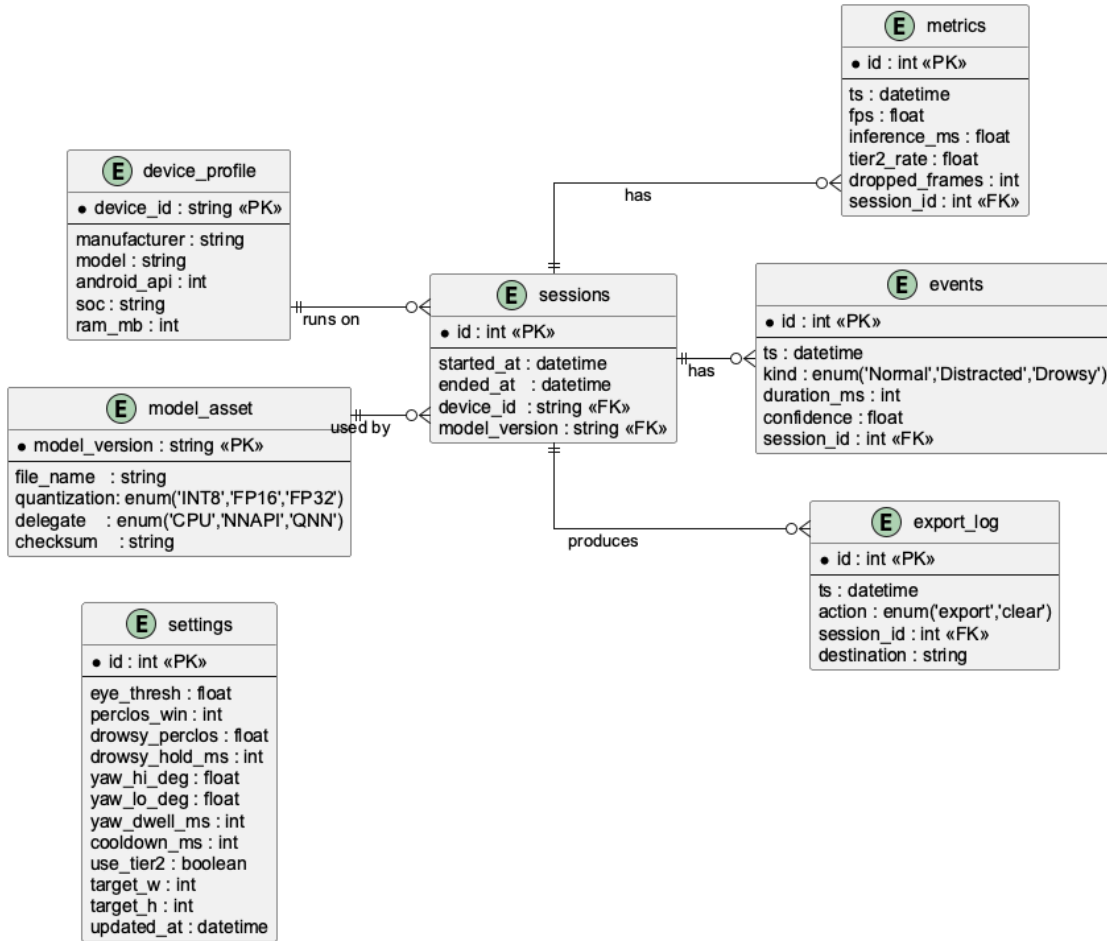 E metrics
● id : int «PK»
ts : datetime
fps : float
inference_ms : float
tier2_rate : float
dropped_frames : int
session_id : int «FK»
has
E device_profile
● device_id : string «PK»
manufacturer : string
model : string
android_api : int
soc : string
ram_mb : int
runs on
E sessions
● id : int «PK»
started_at : datetime
ended_at : datetime
device_id : string «FK»
model_version : string «FK»
has
E events
● id : int «PK»
ts : datetime
kind : enum('Normal','Distracted','Drowsy')
duration_ms : int
confidence : float
session_id : int «FK»
E model_asset
● model_version : string «PK»
file_name : string
quantization: enum('INT8','FP16','FP32')
delegate : enum('CPU','NNAPI','QNN')
checksum : string
used by
produces
E export_log
● id : int «PK»
ts : datetime
action : enum('export','clear')
session_id : int «FK»
destination : string
E settings
● id : int «PK»
eye_thresh : float
perclos_win : int
drowsy_perclos : float
drowsy_hold_ms : int
yaw_hi_deg : float
yaw_lo_deg : float
yaw_dwell_ms : int
cooldown_ms : int
use_tier2 : boolean
target_w : int
target_h : int
updated_at : datetime